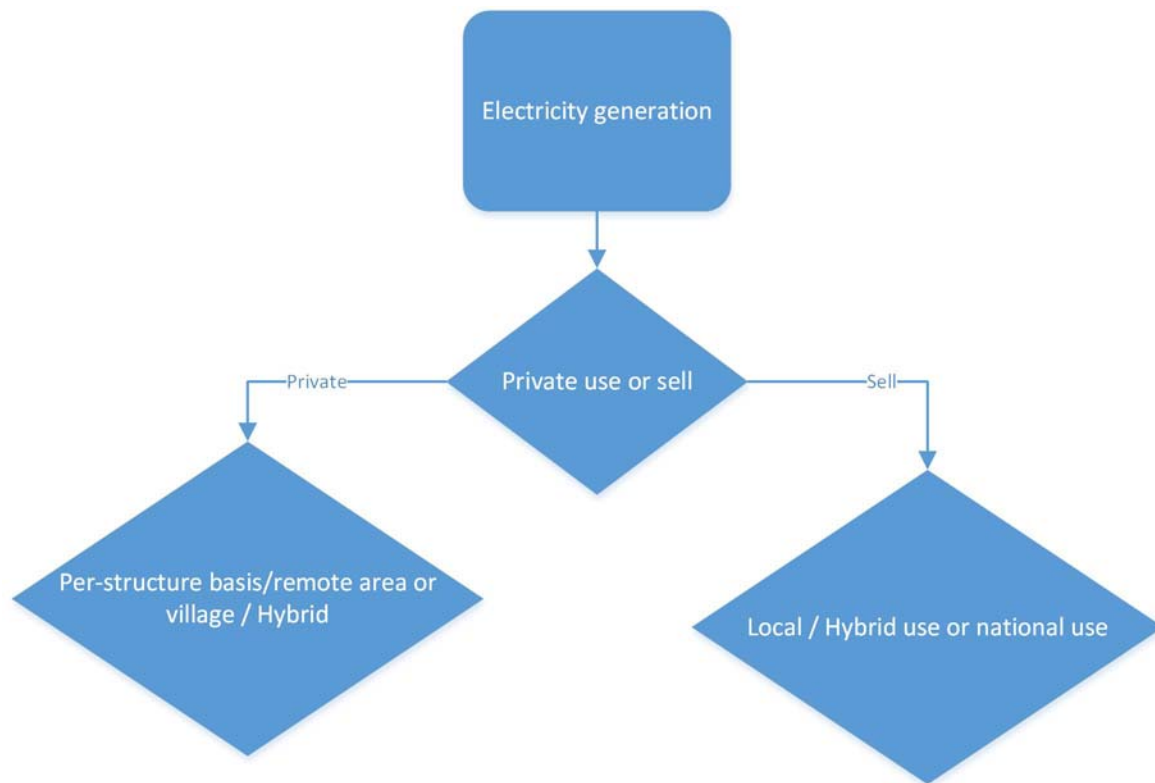 Electricity generation
Private use or sell
Private
Sell
Per-structure basis/remote area or
village / Hybrid
Local / Hybrid use or national use